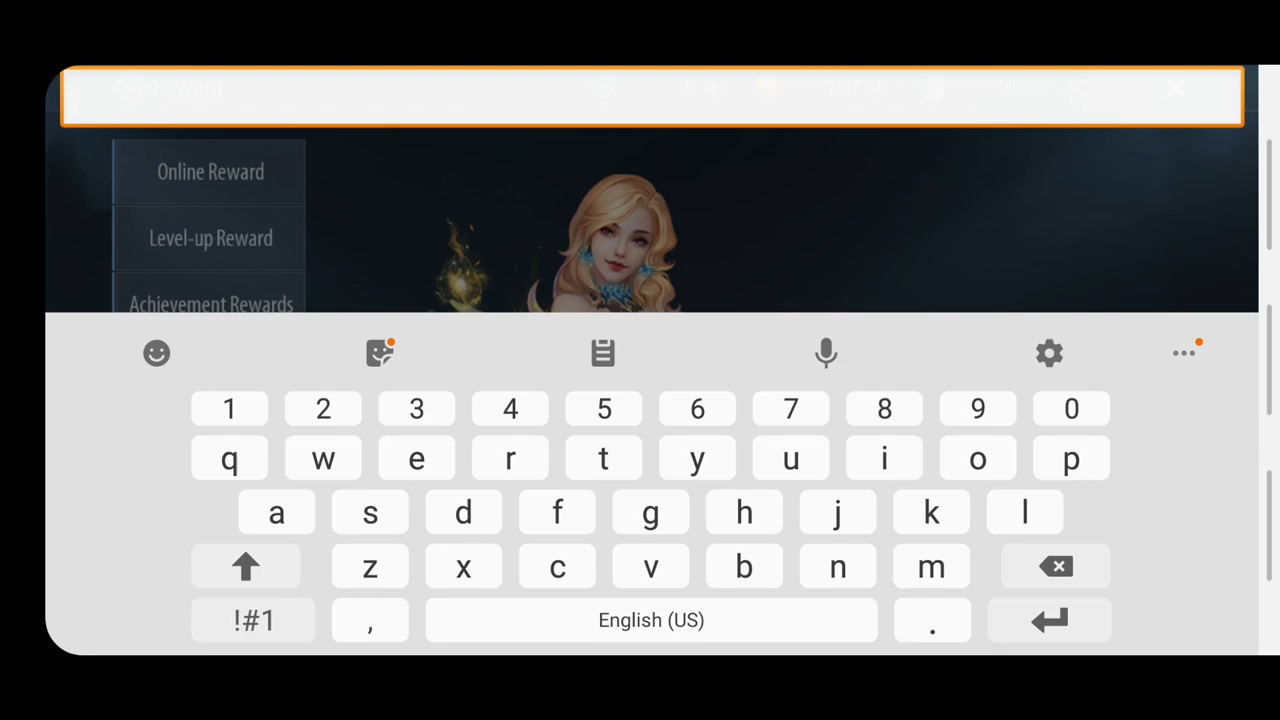 Reward
Online Reward
Level-up Reward
Achievement Rewards
1 2 3 4 5 6 7 8 9 0
q w e r t y u i o p
a s d f g h j k l
z x c v b n m
!#1 , English (US) .